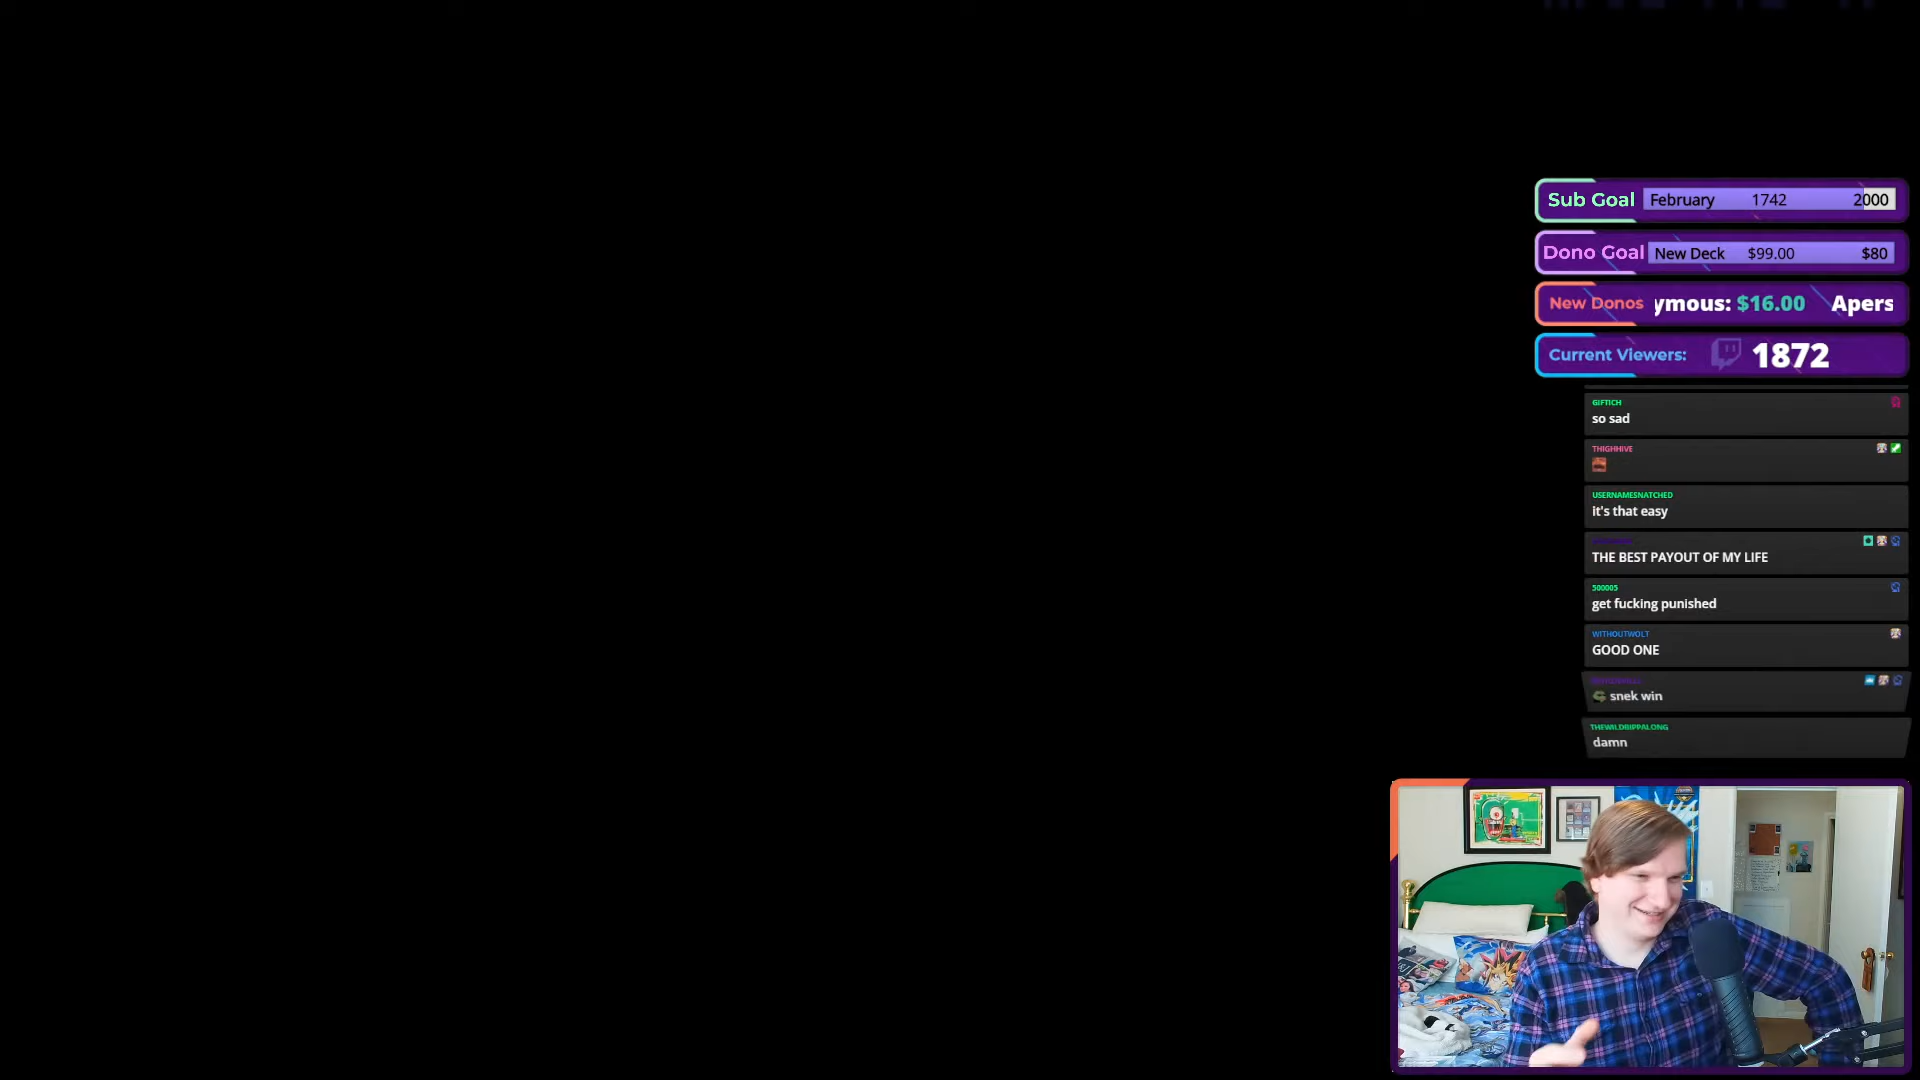 Sub Goal February 1742 2000
Dono Goal New Deck $99.00 $80
New Donos ymous: $16.00 Apers
Current Viewers: 1872
GIFTICH
so sad
THIGHHIVE
USERNAMESNATCHED
it's that easy
THE BEST PAYOUT OF MY LIFE
500005
get fucking punished
WITHOUTWOLT
GOOD ONE
snek win
THEWILDRIPPALONG
damn